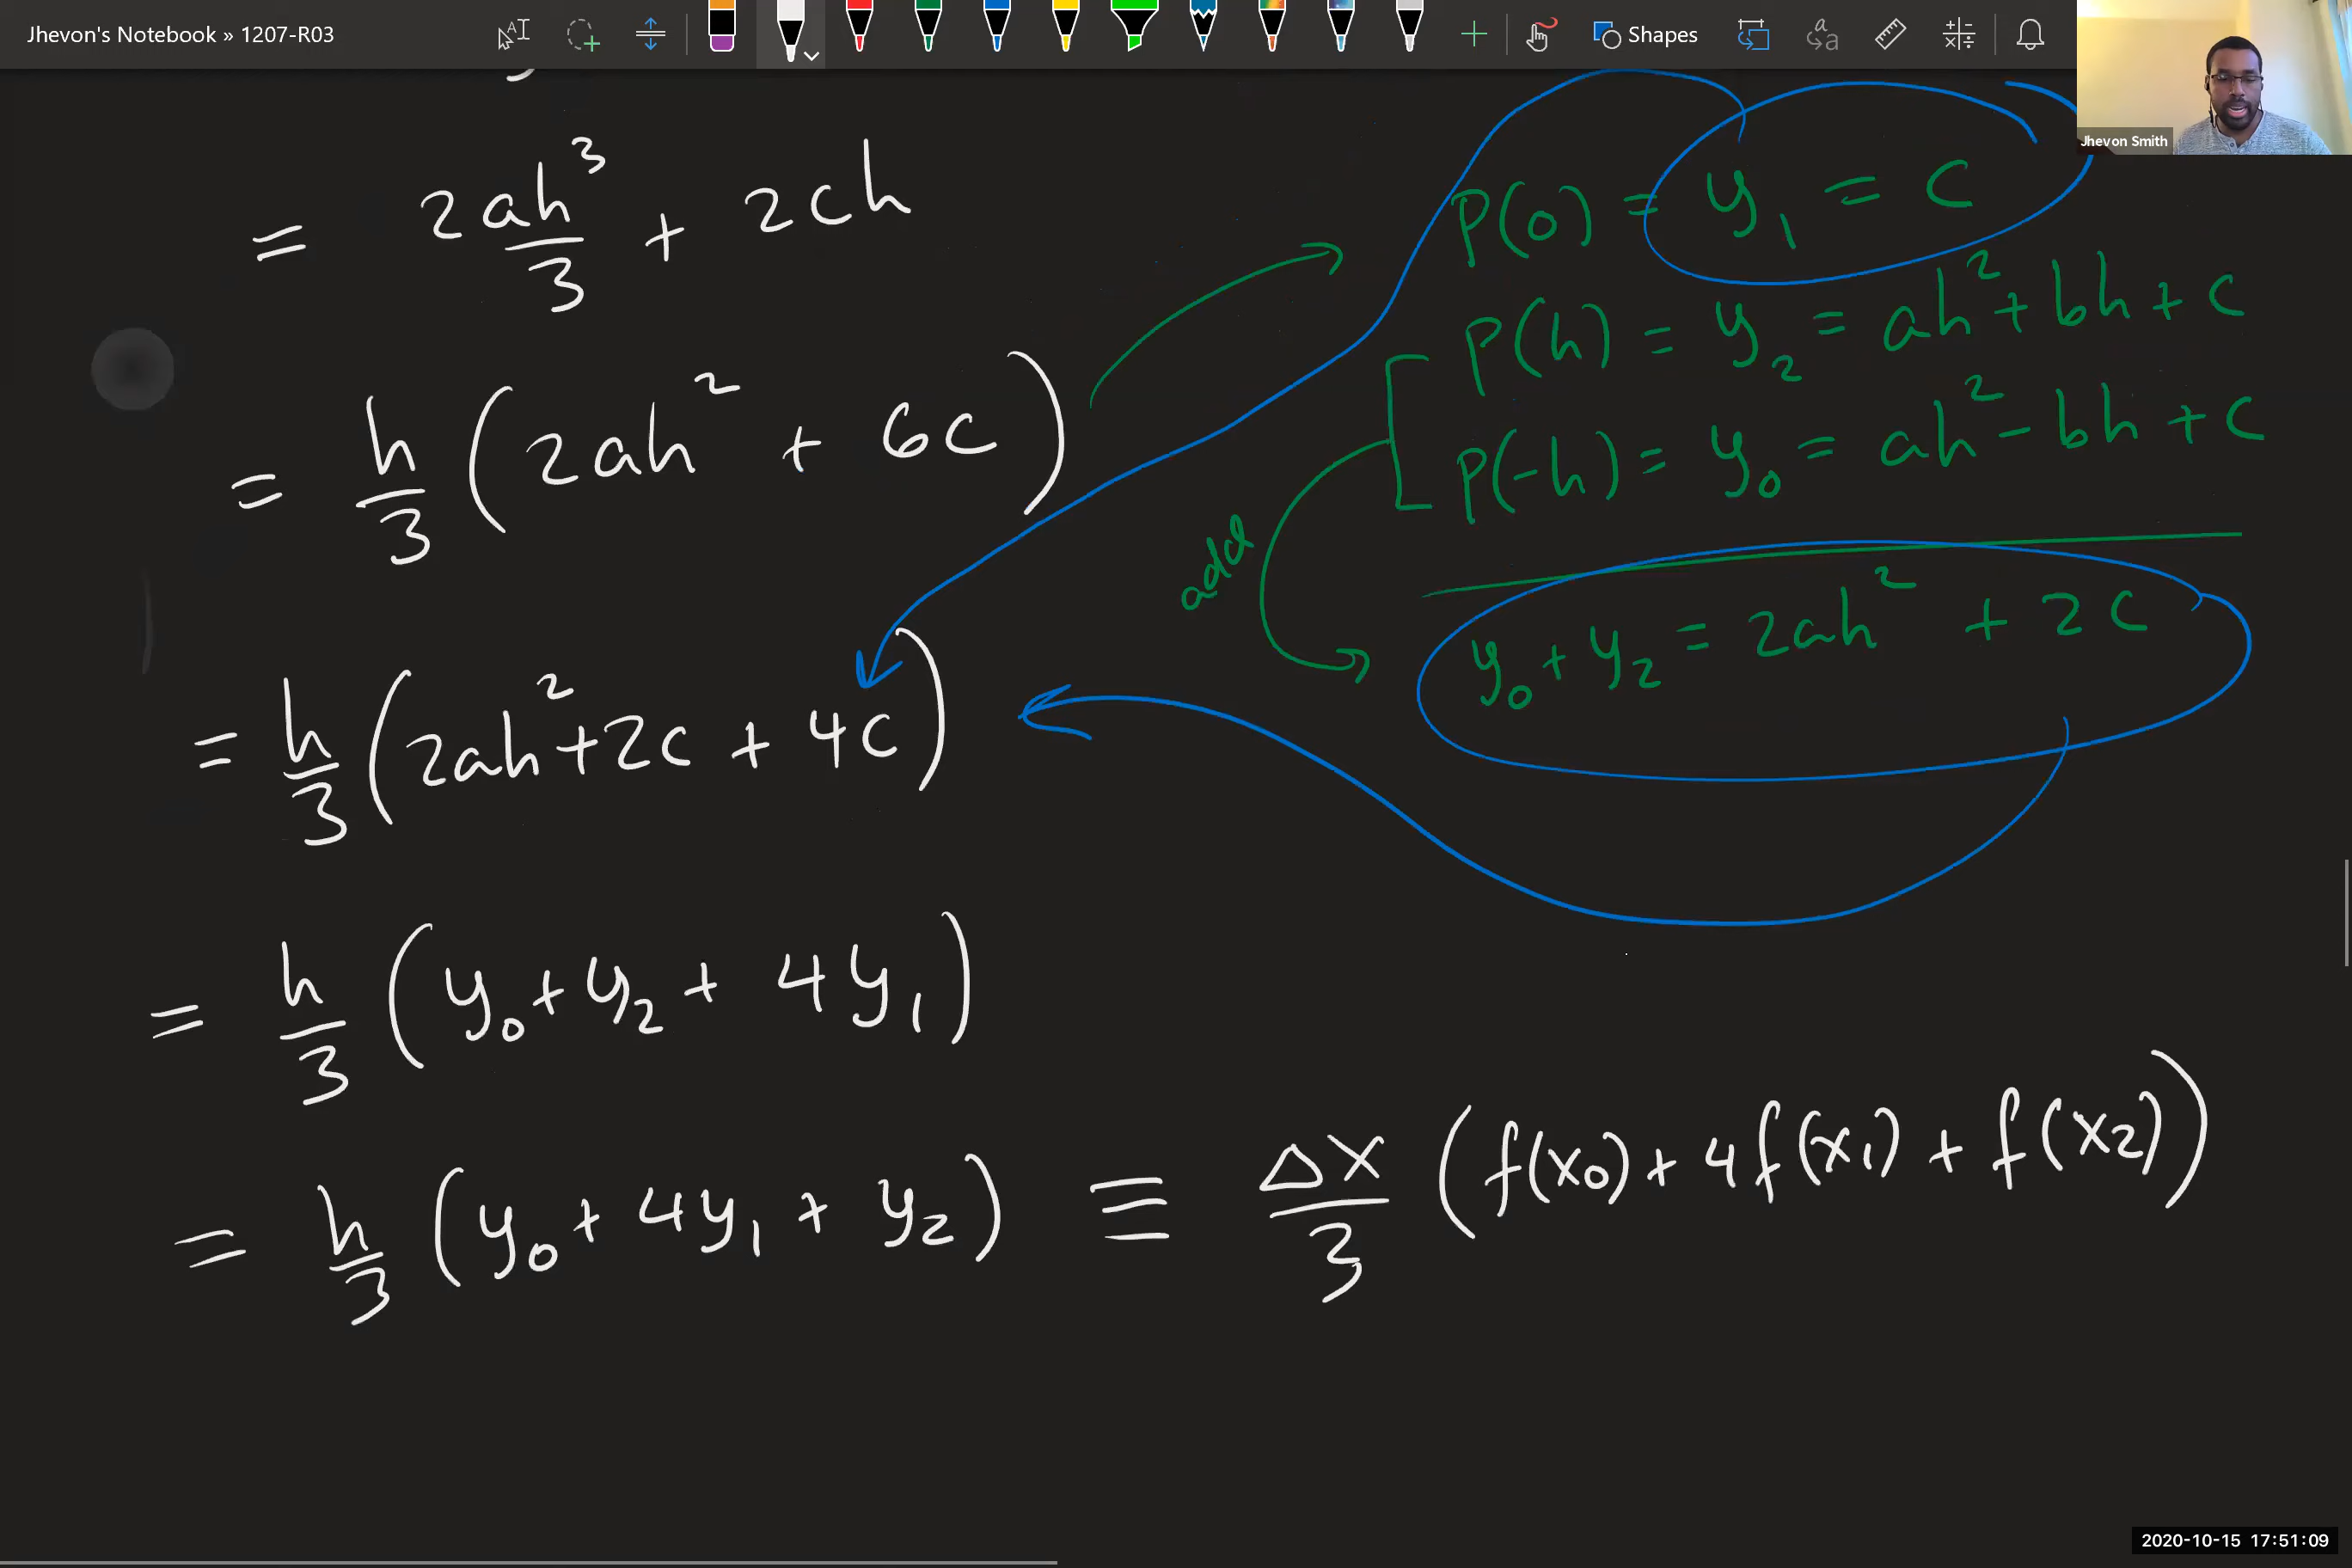 Jhevon's Notebook » 1207-R03
Shapes
Jhevon Smith
= 2ah³/3 + 2ch
= h/3 (2ah² + 6c)
= h/3 (2ah² + 2c + 4c)
= h/3 (y₀ + y₂ + 4y₁)
= h/3 (y₀ + 4y₁ + y₂) ≡ Δx/3 (f(x₀) + 4f(x₁) + f(x₂))
P(0) = y₁ = c
P(h) = y₂ = ah² + bh + c
P(-h) = y₀ = ah² - bh + c
add
y₀ + y₂ = 2ah² + 2c
2020-10-15 17:51:09